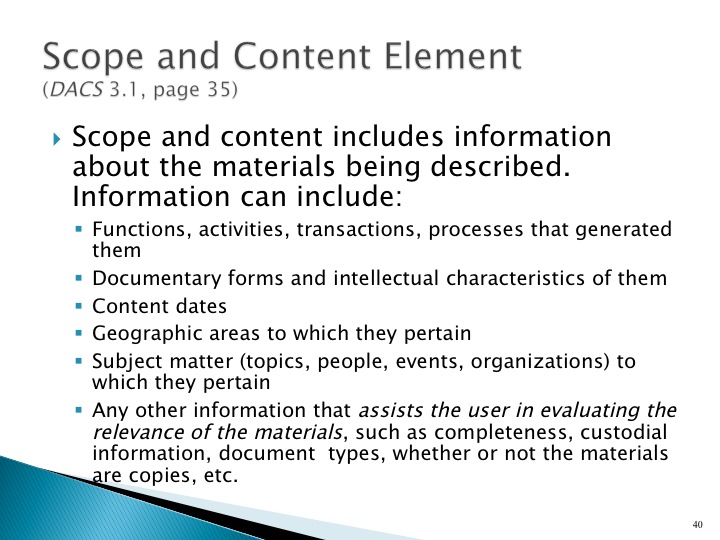 Scope and Content Element
(DACS 3.1, page 35)
Scope and content includes information
about the materials being described.
Information can include:
Functions, activities, transactions, processes that generated
them
Documentary forms and intellectual characteristics of them
Content dates
Geographic areas to which they pertain
Subject matter (topics, people, events, organizations) to
which they pertain
Any other information that assists the user in evaluating the
relevance of the materials, such as completeness, custodial
information, document  types, whether or not the materials
are copies, etc.
40